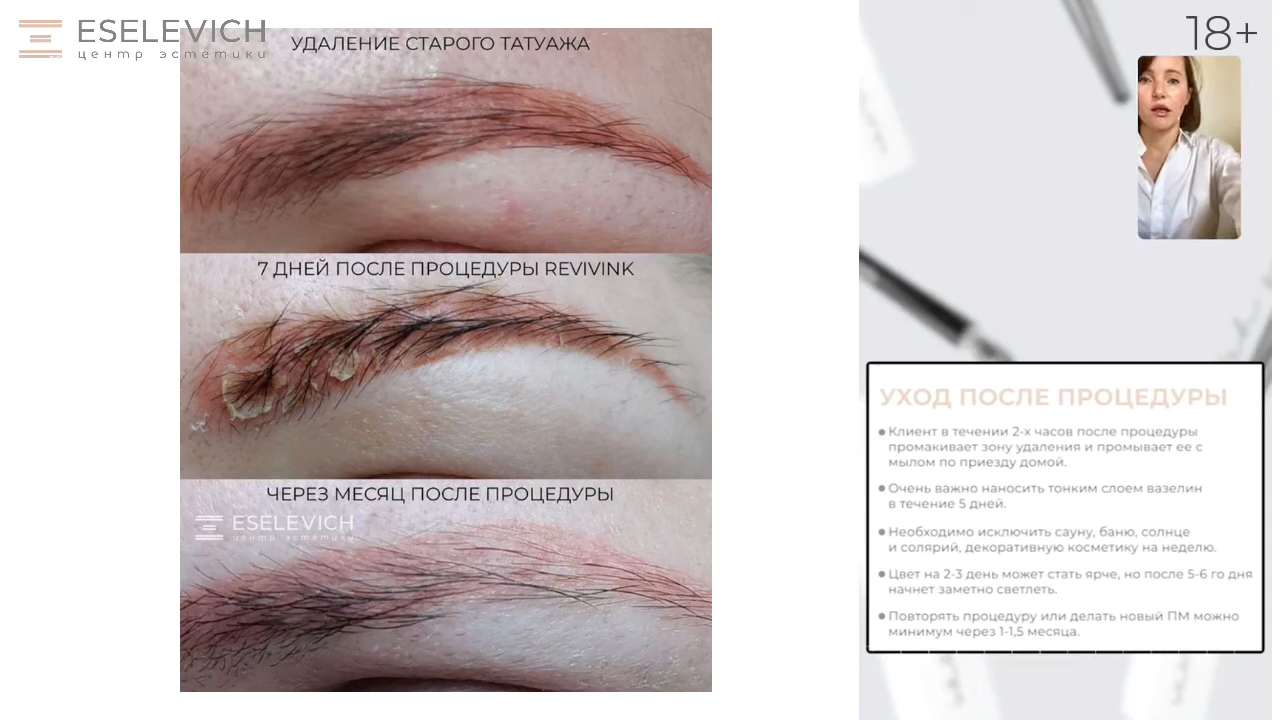 ESELEVICH
центр эстетики
УДАЛЕНИЕ СТАРОГО ТАТУАЖА
7 ДНЕЙ ПОСЛЕ ПРОЦЕДУРЫ REVIVINK
ЧЕРЕЗ МЕСЯЦ ПОСЛЕ ПРОЦЕДУРЫ
ESELEVICH
центр эстетики
18+
УХОД ПОСЛЕ ПРОЦЕДУРЫ
Клиент в течении 2-х часов после процедуры
промакивает зону удаления и промывает ее с
мылом по приезду домой.
Очень важно наносить тонким слоем вазелин
в течение 5 дней.
Необходимо исключить сауну, баню, солнце
и солярий, декоративную косметику на неделю.
Цвет на 2-3 день может стать ярче, но после 5-6 го дня
начнет заметно светлеть.
Повторять процедуру или делать новый ПМ можно
минимум через 1-1,5 месяца.